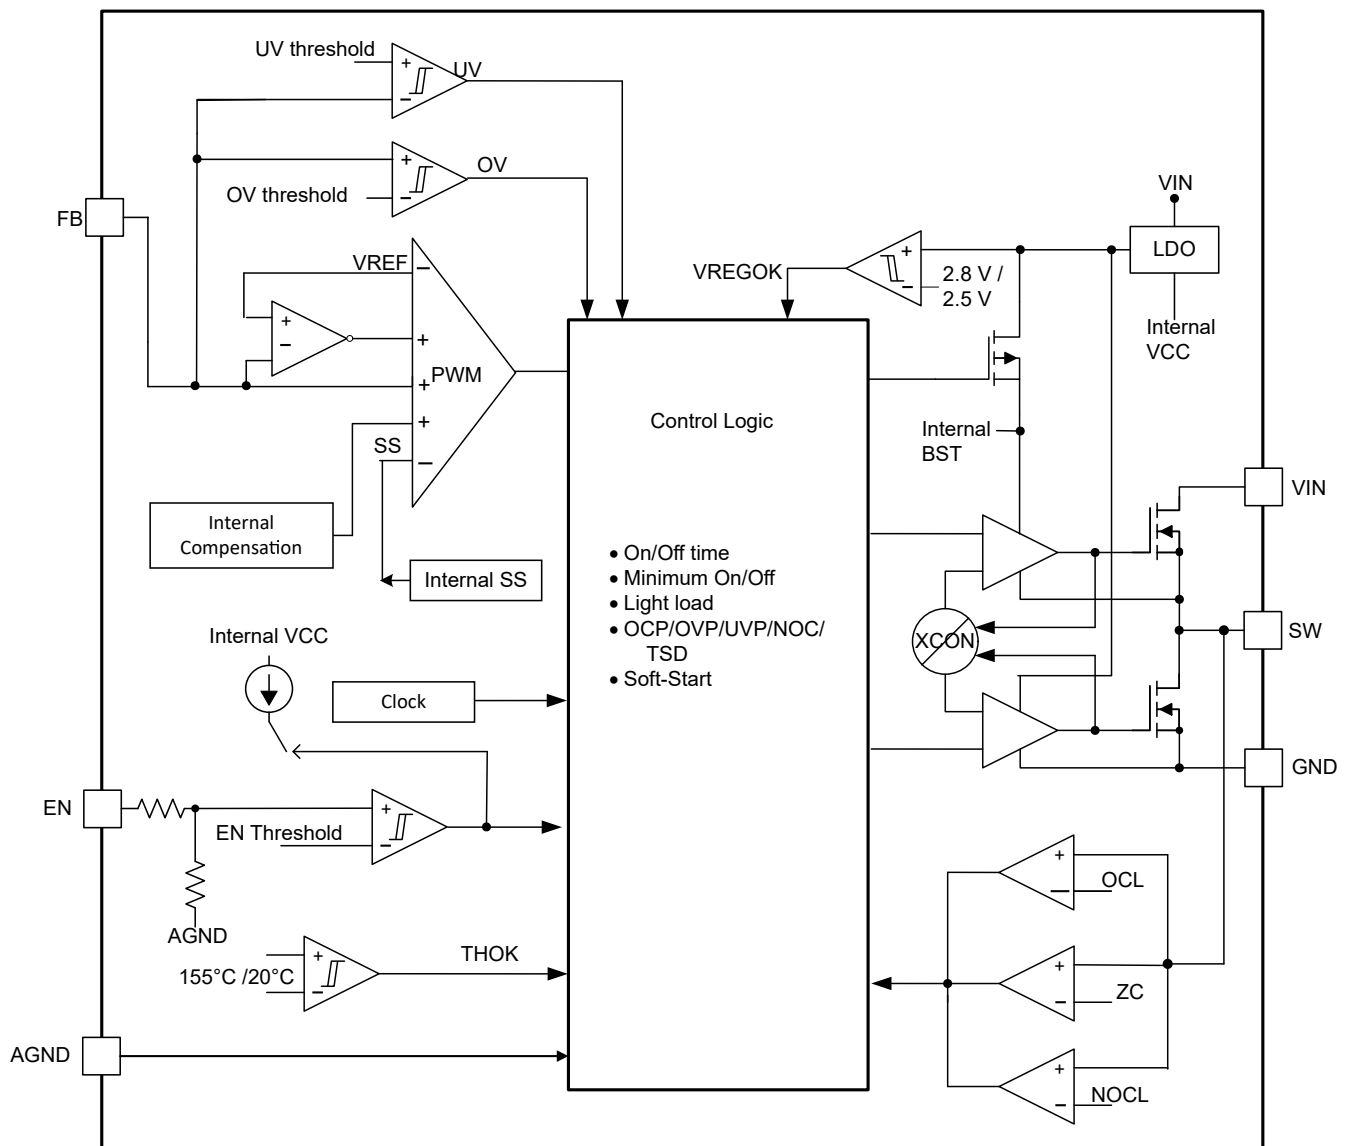 UV threshold
+
UV
−
+
OV
OV threshold
−
FB
VREF
−
+
−
+
+
PWM
+
SS
−
Internal
Compensation
Internal SS
Internal VCC
Clock
EN
+
EN Threshold
−
AGND
+
155°C /20°C
−
THOK
AGND
Control Logic
• On/Off time
• Minimum On/Off
• Light load
• OCP/OVP/UVP/NOC/
TSD
• Soft-Start
VREGOK
+
−
2.8 V /
2.5 V
VIN
LDO
Internal
VCC
Internal
BST
VIN
XCON
SW
GND
+
OCL
−
+
ZC
−
+
NOCL
−